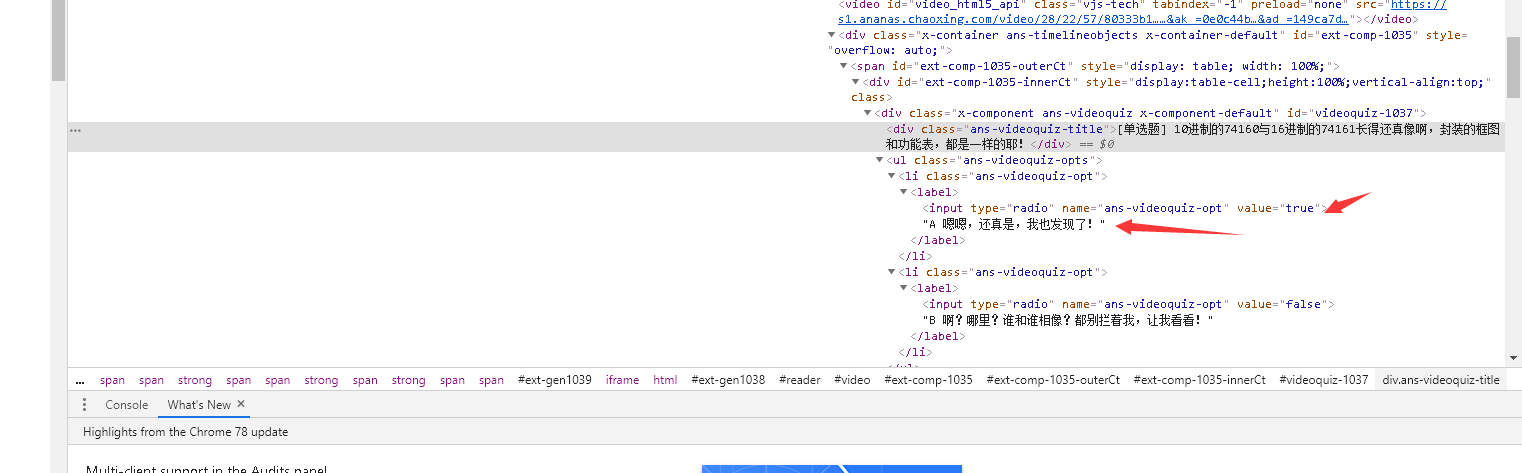 <video id="video_html5_api" class="vjs-tech" tabindex="-1" preload="none" src="https://
s1.ananas.chaoxing.com/video/28/22/57/80333b1……&ak_=0e0c44b…&ad_=149ca7d…"></video>
▼<div class="x-container ans-timelineobjects x-container-default" id="ext-comp-1035" style=
"overflow: auto;">
▼<span id="ext-comp-1035-outerCt" style="display: table; width: 100%;">
▼<div id="ext-comp-1035-innerCt" style="display:table-cell;height:100%;vertical-align:top;"
class>
▼<div class="x-component ans-videoquiz x-component-default" id="videoquiz-1037">
… <div class="ans-videoquiz-title">[单选题] 10进制的74160与16进制的74161长得还真像啊，封装的框图
和功能表，都是一样的耶！</div> == $0
▼<ul class="ans-videoquiz-opts">
▼<li class="ans-videoquiz-opt">
▼<label>
<input type="radio" name="ans-videoquiz-opt" value="true">
"A 嗯嗯，还真是，我也发现了！"
</label>
</li>
▼<li class="ans-videoquiz-opt">
▼<label>
<input type="radio" name="ans-videoquiz-opt" value="false">
"B 啊？哪里？谁和谁相像？都别拦着我，让我看看！"
</label>
</li>
… span span strong span span strong span strong span span #ext-gen1039 iframe html #ext-gen1038 #reader #video #ext-comp-1035 #ext-comp-1035-outerCt #ext-comp-1035-innerCt #videoquiz-1037 div.ans-videoquiz-title
Console What's New ×
Highlights from the Chrome 78 update
Multi-client support in the Audits panel